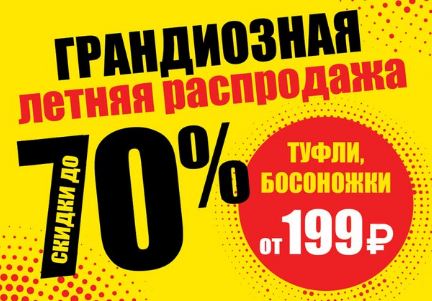 ГРАНДИОЗНАЯ
летняя распродажа
СКИДКИ ДО
70%
ТУФЛИ,
БОСОНОЖКИ
от 199₽